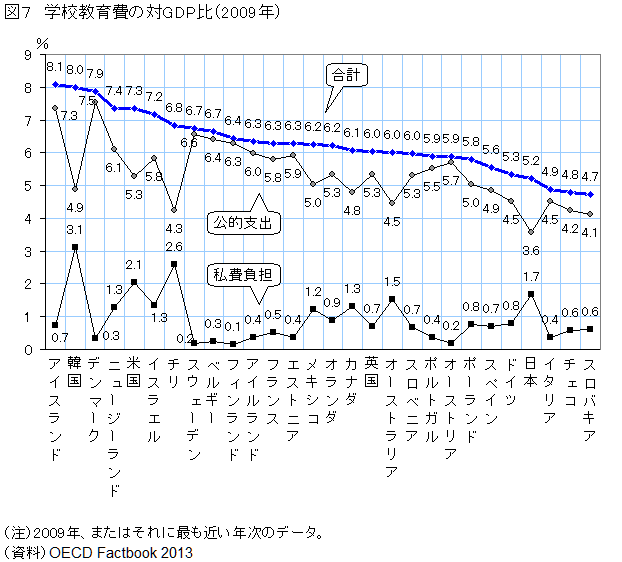 図7 学校教育費の対GDP比(2009年)
%
9
8
7
6
5
4
3
2
1
0
合計
公的支出
私費負担
8.1 8.0 7.9 7.4 7.3 7.2 6.8 6.7 6.7 6.4 6.3 6.3 6.3 6.2 6.2 6.1 6.0 6.0 6.0 5.9 5.9 5.8 5.6 5.3 5.2 4.9 4.8 4.7
7.3 4.9 7.5 6.1 5.3 5.8 4.3 6.6 6.4 6.3 6.0 5.8 5.9 5.0 5.3 4.8 5.3 4.5 5.3 5.5 5.7 5.0 4.9 4.5 3.6 4.5 4.2 4.1
0.7 3.1 0.3 1.3 2.1 1.3 2.6 0.2 0.3 0.1 0.4 0.5 0.4 1.2 0.9 1.3 0.7 1.5 0.7 0.4 0.2 0.8 0.7 0.8 1.7 0.4 0.6 0.6
アイスランド
韓国
デンマーク
ニュージーランド
米国
イスラエル
チリ
スウェーデン
ベルギー
フィンランド
アイルランド
フランス
エストニア
メキシコ
オランダ
カナダ
英国
オーストラリア
スロベニア
ポルトガル
オーストリア
ポーランド
スペイン
ドイツ
日本
イタリア
チェコ
スロバキア
(注)2009年、またはそれに最も近い年次のデータ。
(資料)OECD Factbook 2013